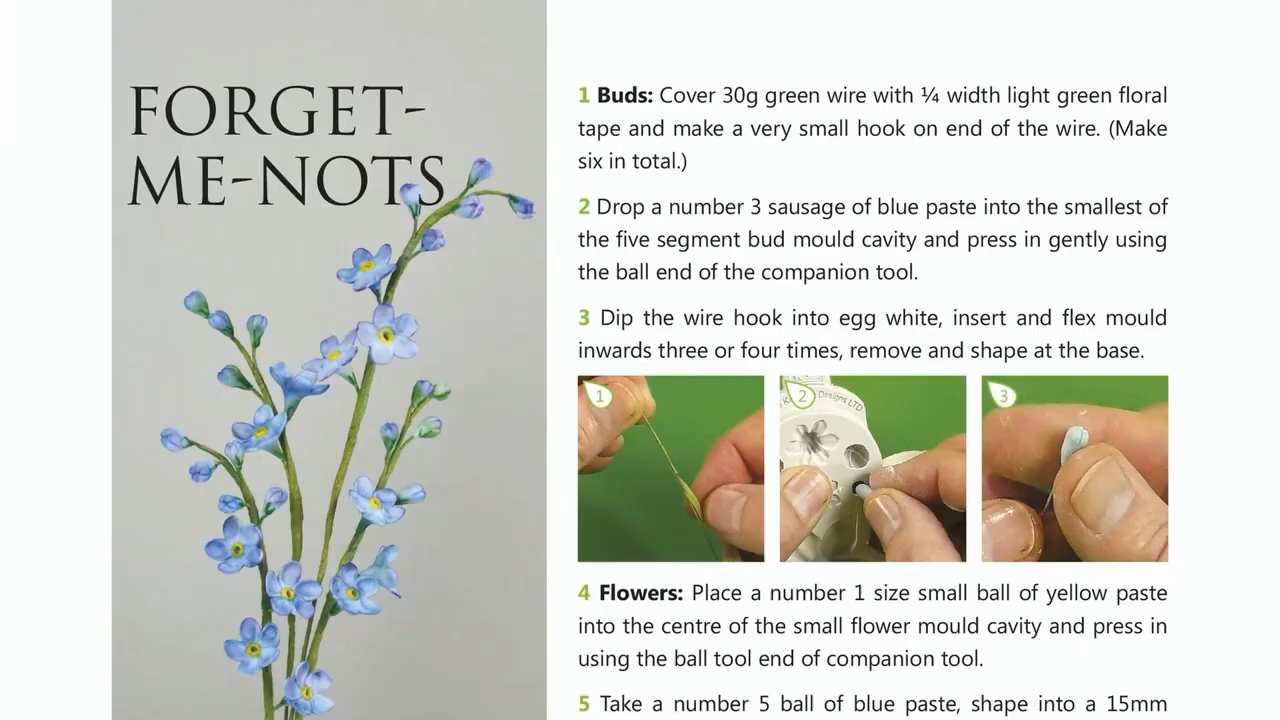 FORGET-
ME-NOTS
1 Buds: Cover 30g green wire with ¼ width light green floral
tape and make a very small hook on end of the wire. (Make
six in total.)
2 Drop a number 3 sausage of blue paste into the smallest of
the five segment bud mould cavity and press in gently using
the ball end of the companion tool.
3 Dip the wire hook into egg white, insert and flex mould
inwards three or four times, remove and shape at the base.
1
2
Designs LTD
3
4 Flowers: Place a number 1 size small ball of yellow paste
into the centre of the small flower mould cavity and press in
using the ball tool end of companion tool.
5 Take a number 5 ball of blue paste, shape into a 15mm